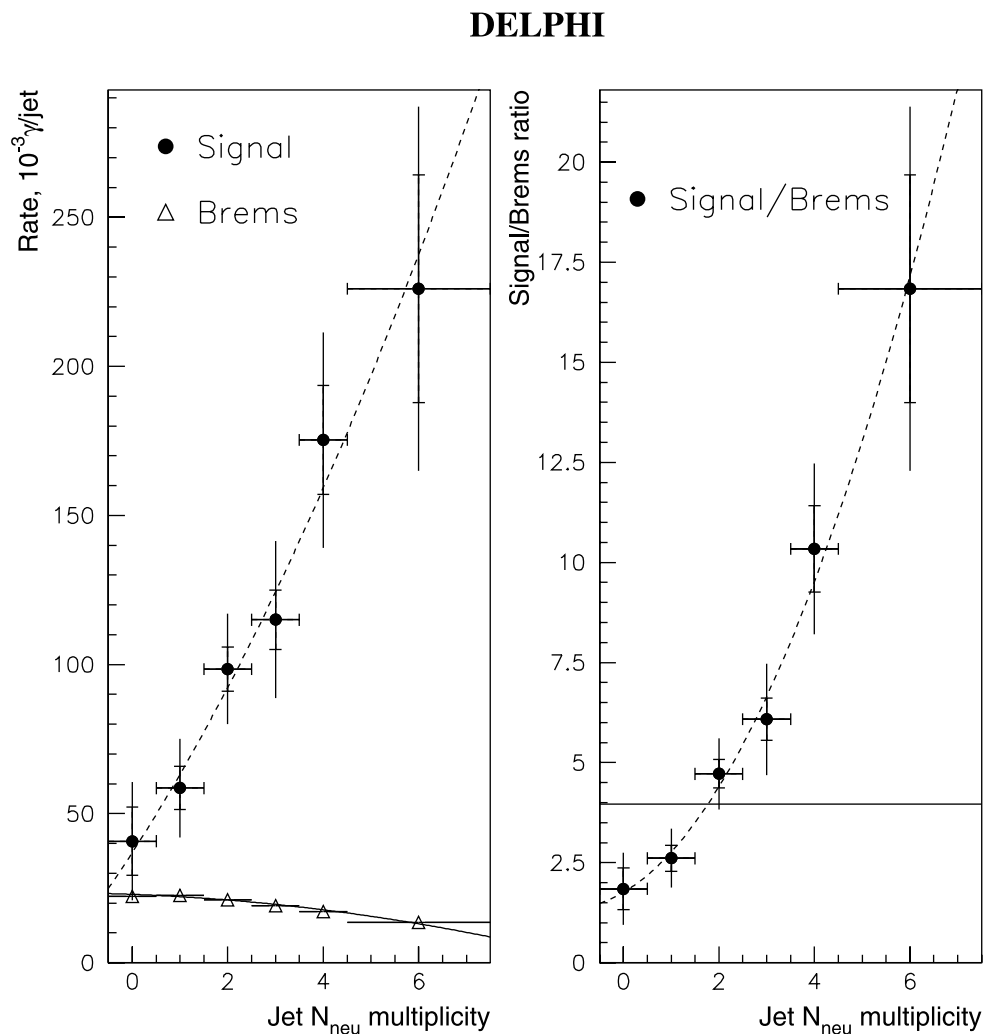 DELPHI
Rate, 10⁻³γ/jet
Signal
Brems
250
200
150
100
50
0
0 2 4 6
Jet N_neu multiplicity
Signal/Brems ratio
Signal/Brems
20
17.5
15
12.5
10
7.5
5
2.5
0
0 2 4 6
Jet N_neu multiplicity